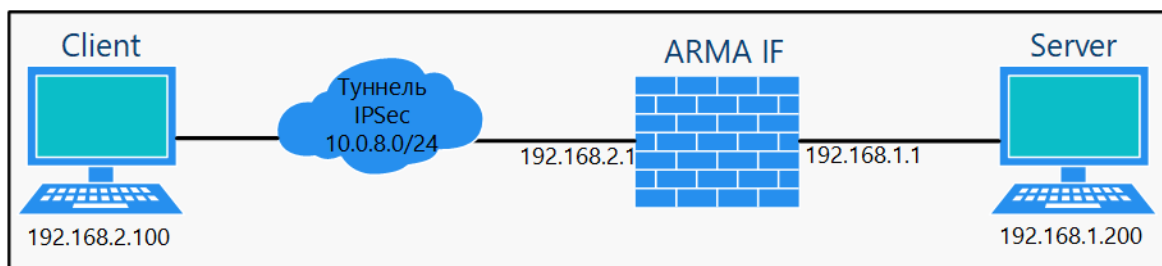 Client
ARMA IF
Server
Туннель
IPSec
10.0.8.0/24
192.168.2.1
192.168.1.1
192.168.2.100
192.168.1.200